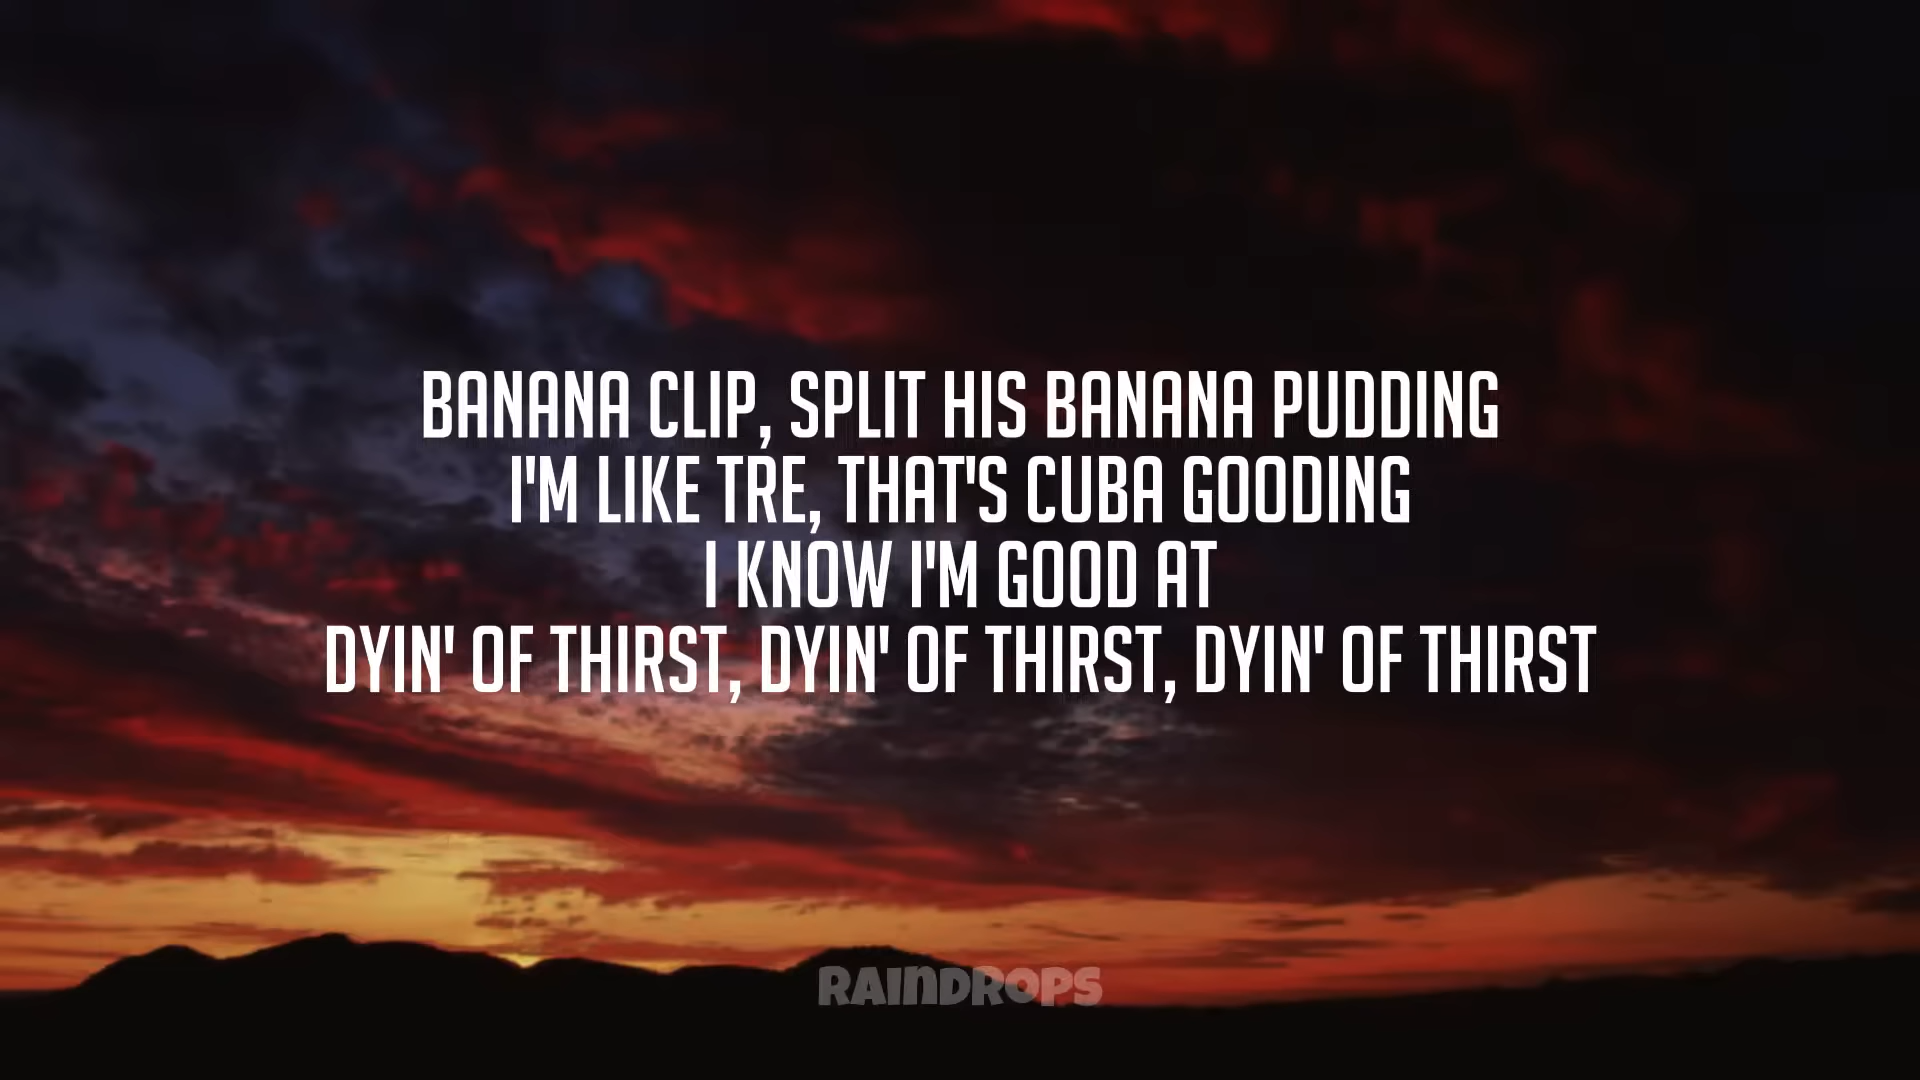 BANANA CLIP, SPLIT HIS BANANA PUDDING
I'M LIKE TRE, THAT'S CUBA GOODING
I KNOW I'M GOOD AT
DYIN' OF THIRST, DYIN' OF THIRST, DYIN' OF THIRST
RAINDROPS